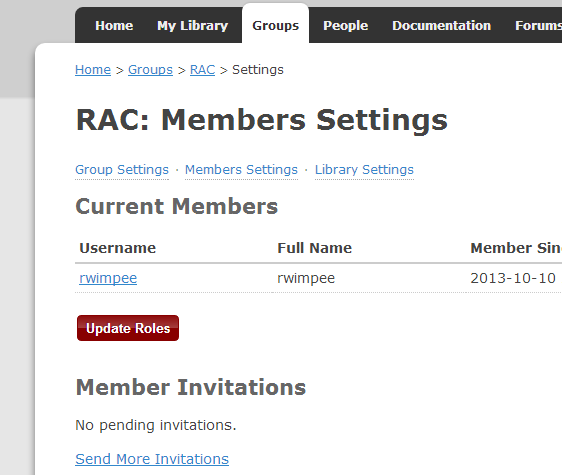 Home My Library Groups People Documentation Forums
Home > Groups > RAC > Settings
RAC: Members Settings
Group Settings · Members Settings · Library Settings
Current Members
Username Full Name Member Sin
rwimpee rwimpee 2013-10-10
Update Roles
Member Invitations
No pending invitations.
Send More Invitations